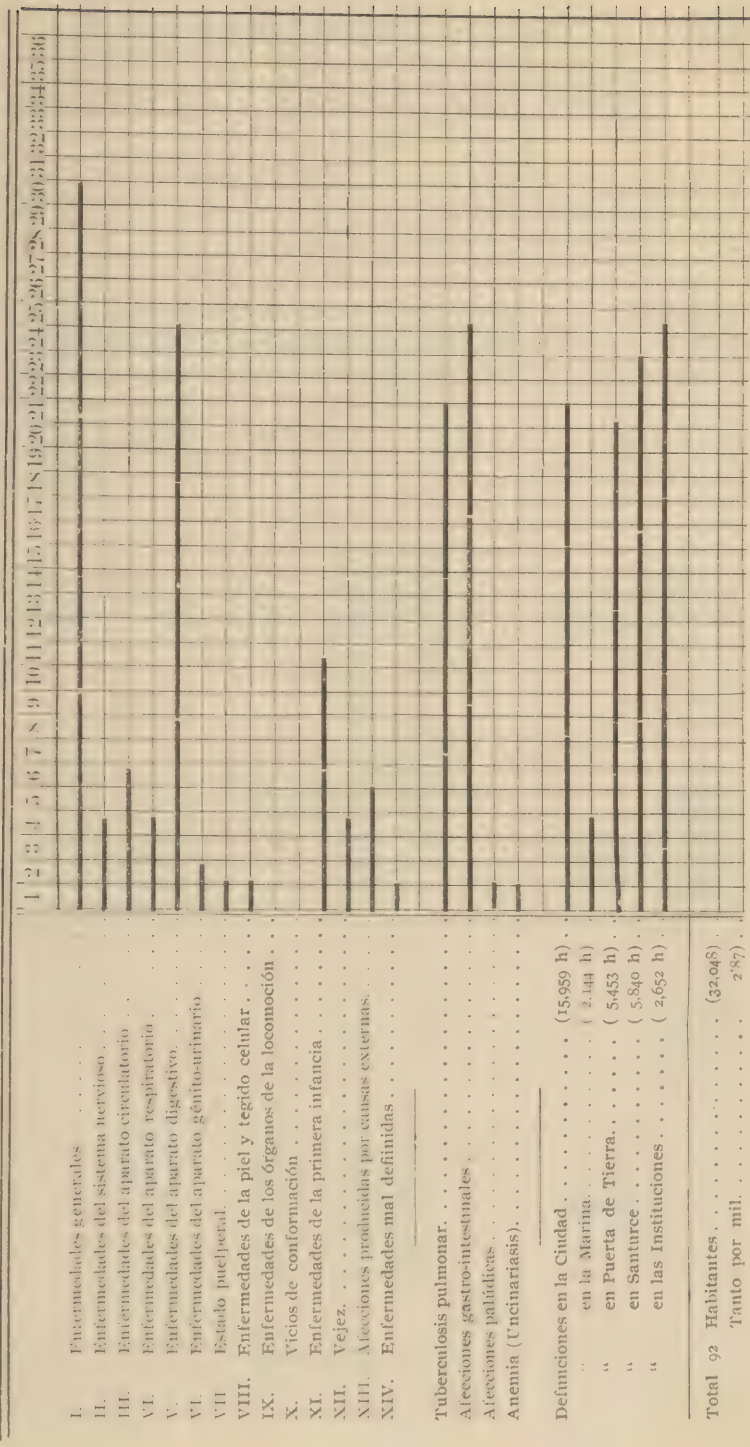 1 2 3 4 5 6 7 8 9 10 11 12 13 14 15 16 17 18 19 20 21 22 23 24 25 26 27 28 29 30 31 32 33 34 35 36
I. Enfermedades generales . . . . .
II. Enfermedades del sistema nervioso . . . .
III. Enfermedades del aparato circulatorio . . .
VI. Enfermedades del aparato respiratorio . . .
V. Enfermedades del aparato digestivo. . . . .
VI. Enfermedades del aparato génito-urinario . . .
VII Estado puerperal. . . . . . . . . .
VIII. Enfermedades de la piel y tegido celular . . . . .
IX. Enfermedades de los órganos de la locomoción . .
X. Vicios de conformación . . . . . . . . . .
XI. Enfermedades de la primera infancia . . . . . .
XII. Vejez. . . . . . . . . . . . . . .
XIII. Afecciones producidas por causas externas. . . .
XIV. Enfermedades mal defiinidas . . . . . . . . .
Tuberculosis pulmonar. . . . . . . . . . . .
Afecciones gastro-intestinales . . . . . . . . . .
Afecciones palúdicas . . . . . . . . . . . .
Anemia (Uncinariasis). . . . . . . . . . . .
Defunciones en la Ciudad . . . . . . . . (15,959 h) .
" en la Marina. . . . . . . . ( 2.144 h) .
" en Puerta de Tierra. . . . . . ( 5,453 h) .
" en Santurce . . . . . . . . ( 5,840 h) .
" en las Instituciones . . . . . . ( 2,652 h) .
Total 92 Habitantes . . . . . . . . . . (32,048) .
Tanto por mil. . . . . . . . . . 2'87) . .